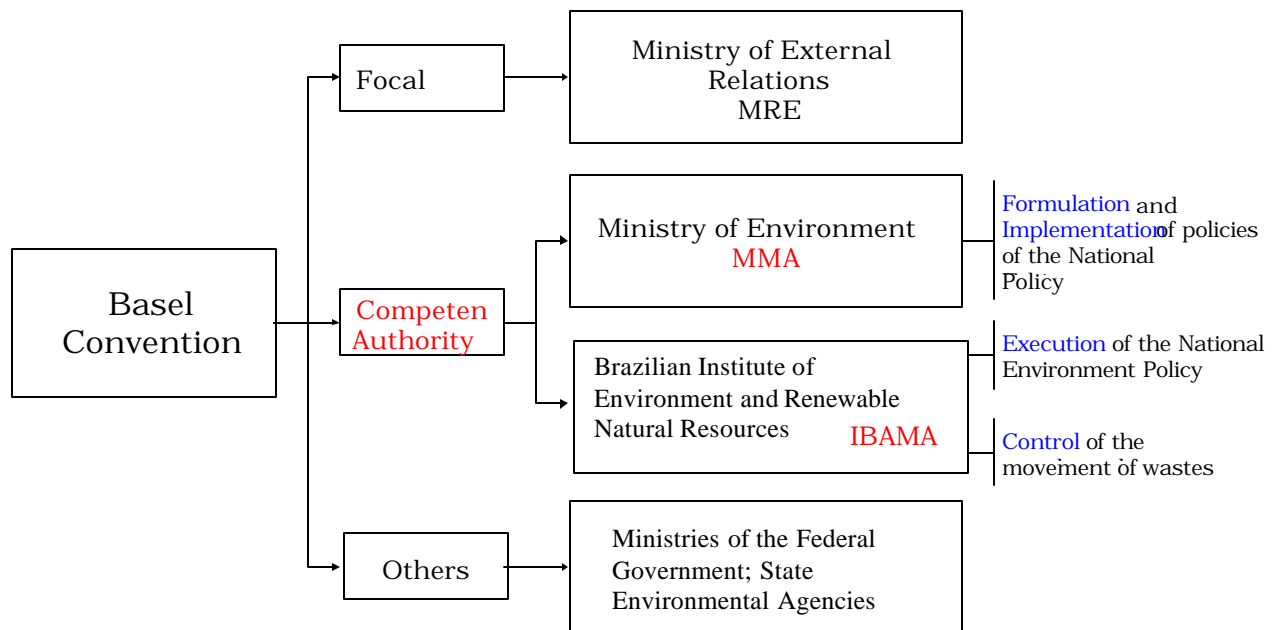 Focal
Ministry of External
Relations
MRE
Basel
Convention
Competen
Authority
Ministry of Environment
MMA
Formulation and
Implementation of policies
of the National
Policy
Brazilian Institute of
Environment and Renewable
Natural Resources IBAMA
Execution of the National
Environment Policy
Control of the
movement of wastes
Others
Ministries of the Federal
Government; State
Environmental Agencies